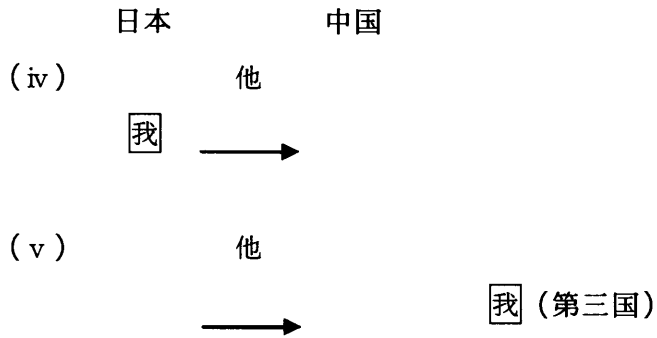 日本 中国
(ⅳ) 他
我
(ⅴ) 他
我 (第三国)